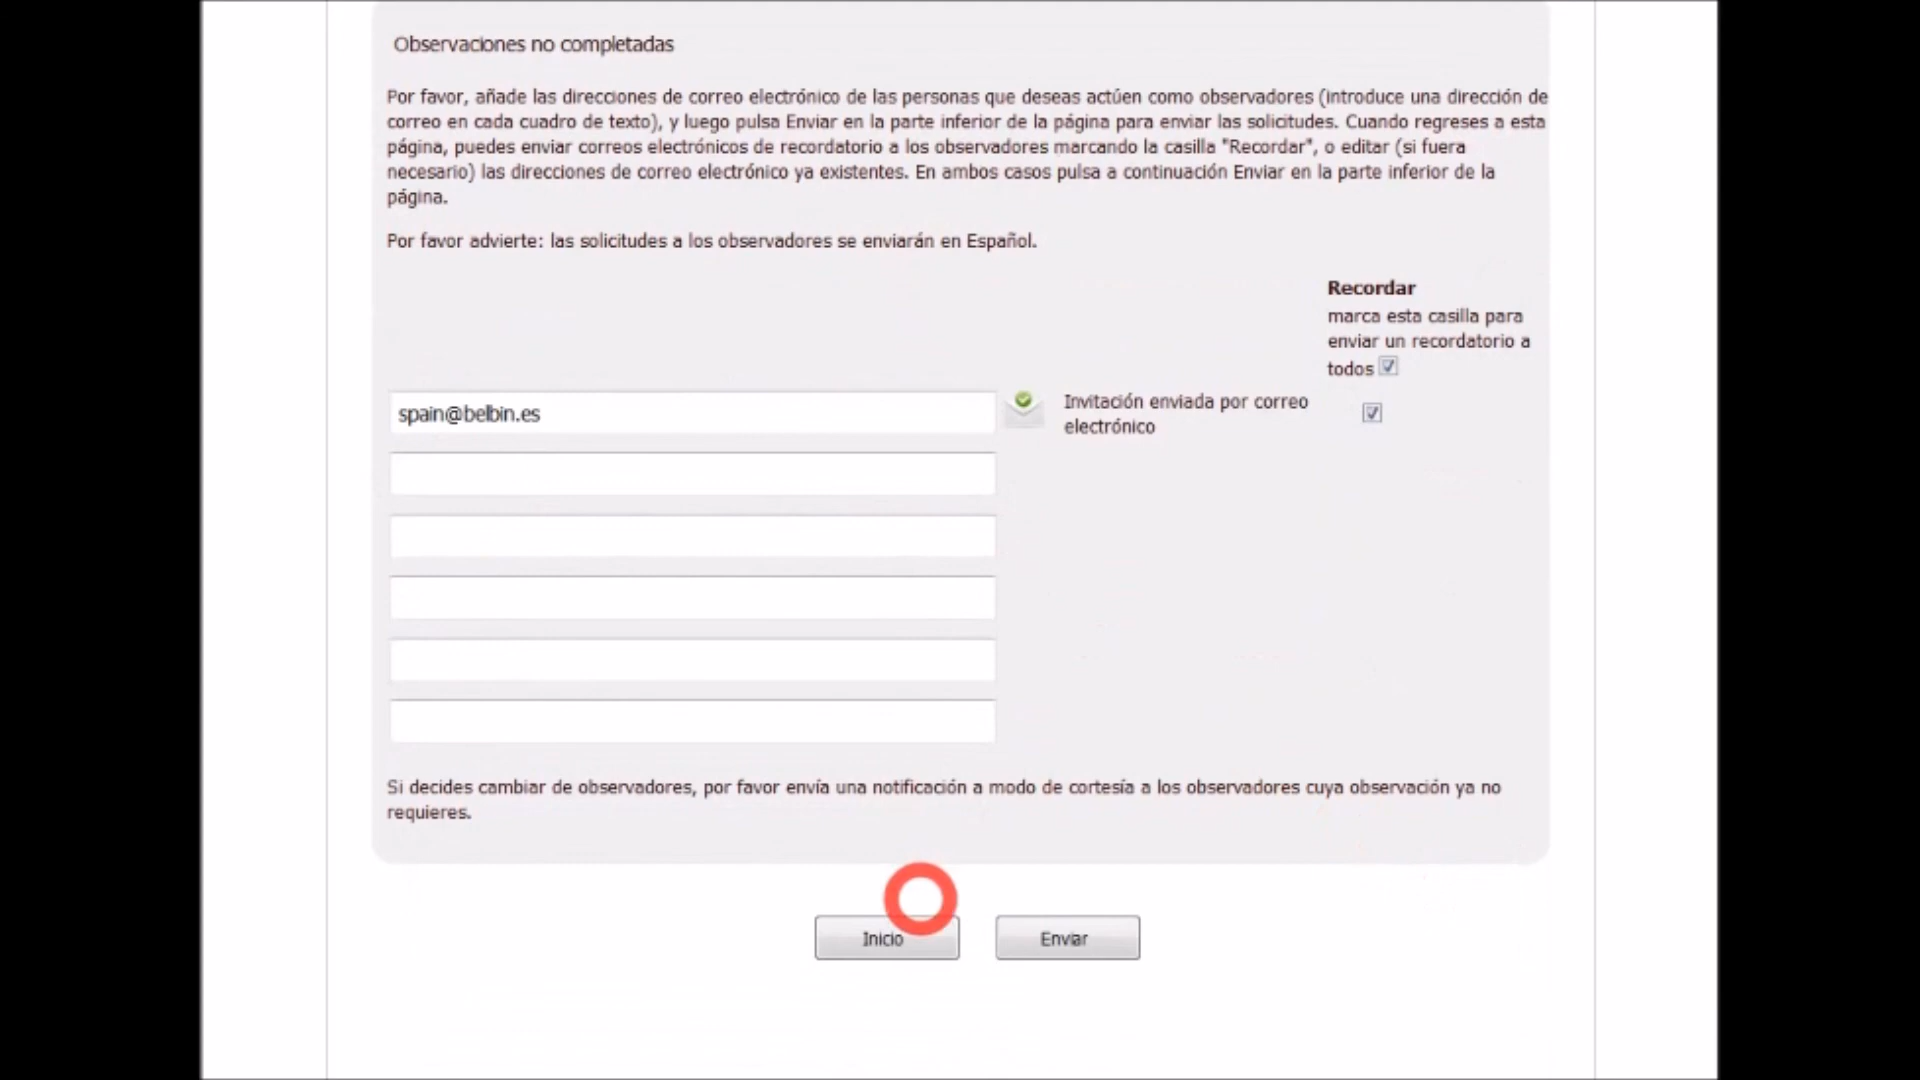 Observaciones no completadas
Por favor, añade las direcciones de correo electrónico de las personas que deseas actúen como observadores (introduce una dirección de
correo en cada cuadro de texto), y luego pulsa Enviar en la parte inferior de la página para enviar las solicitudes. Cuando regreses a esta
página, puedes enviar correos electrónicos de recordatorio a los observadores marcando la casilla "Recordar", o editar (si fuera
necesario) las direcciones de correo electrónico ya existentes. En ambos casos pulsa a continuación Enviar en la parte inferior de la
página.
Por favor advierte: las solicitudes a los observadores se enviarán en Español.
Recordar
marca esta casilla para
enviar un recordatorio a
todos
spain@belbin.es
Invitación enviada por correo
electrónico
Si decides cambiar de observadores, por favor envía una notificación a modo de cortesía a los observadores cuya observación ya no
requieres.
Inicio
Enviar